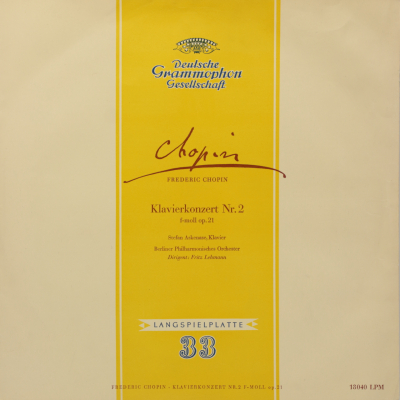 Deutsche
Grammophon
Gesellschaft
Chopin
FREDERIC CHOPIN
Klavierkonzert Nr. 2
f-moll op. 21
Stefan Askenase, Klavier
Berliner Philharmonisches Orchester
Dirigent: Fritz Lehmann
LANGSPIELPLATTE
33
FREDERIC CHOPIN - KLAVIERKONZERT NR. 2 F-MOLL op. 21
18040 LPM